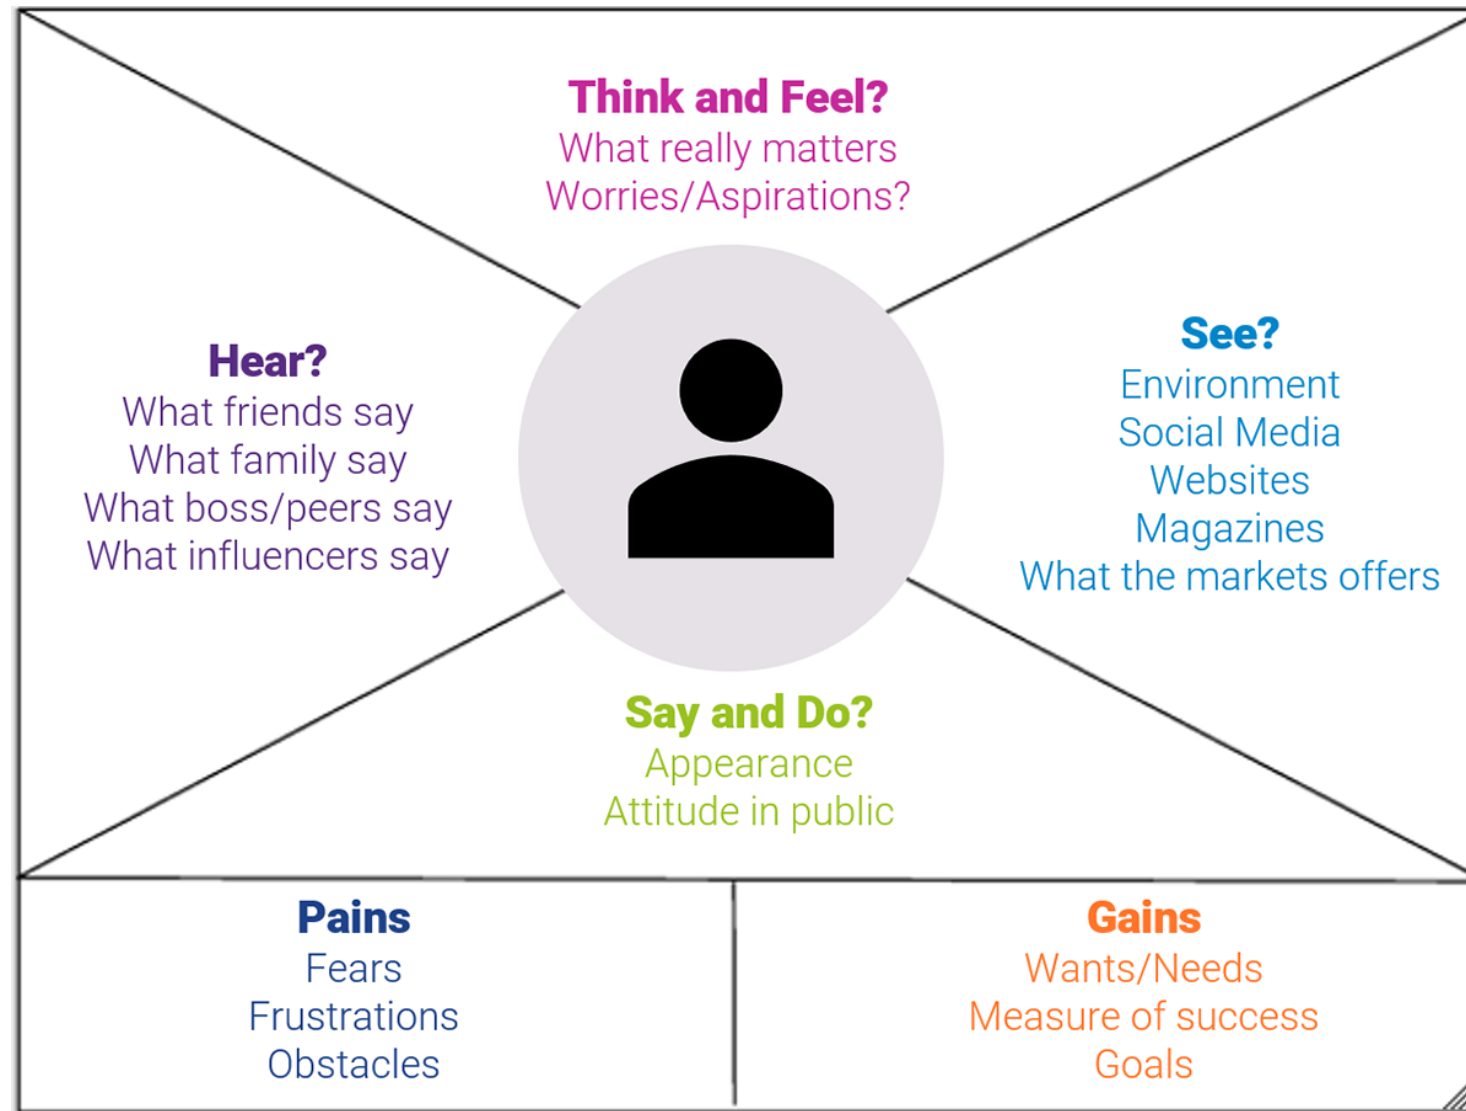 Think and Feel?
What really matters
Worries/Aspirations?
Hear?
What friends say
What family say
What boss/peers say
What influencers say
See?
Environment
Social Media
Websites
Magazines
What the markets offers
Say and Do?
Appearance
Attitude in public
Pains
Fears
Frustrations
Obstacles
Gains
Wants/Needs
Measure of success
Goals